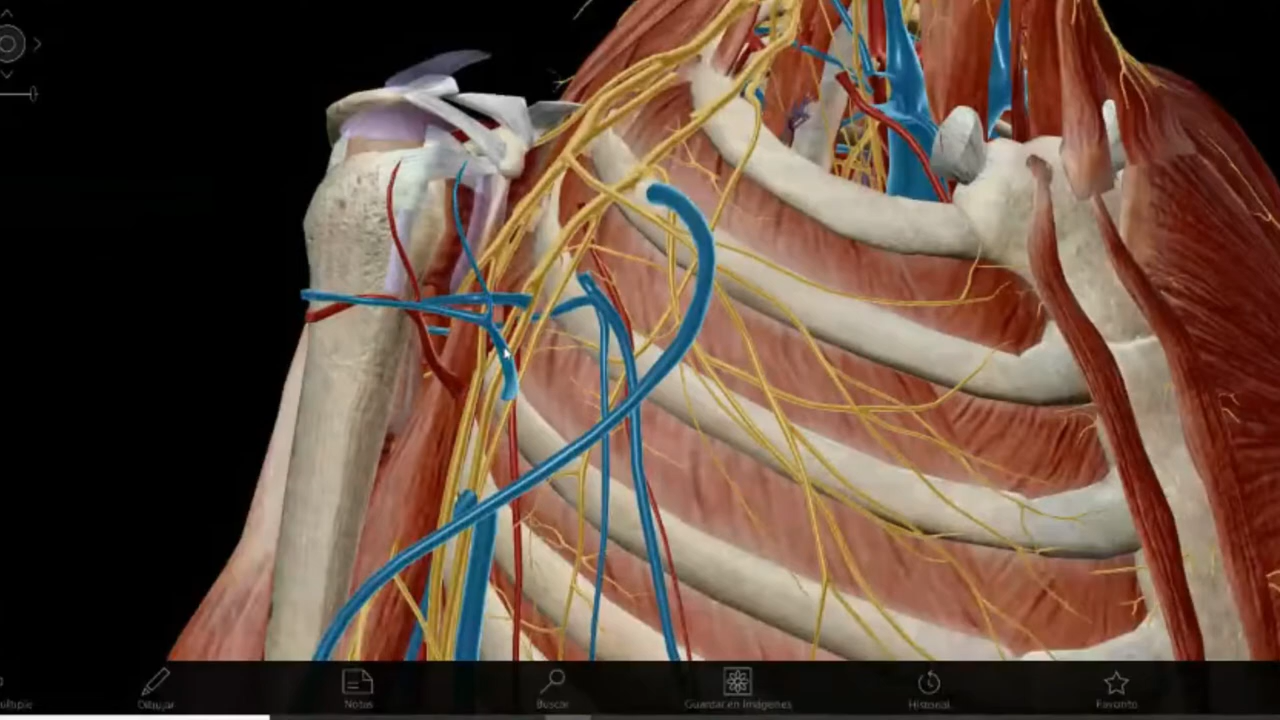 Dibujar
Notas
Buscar
Guardar en Imágenes
Historial
Favorito